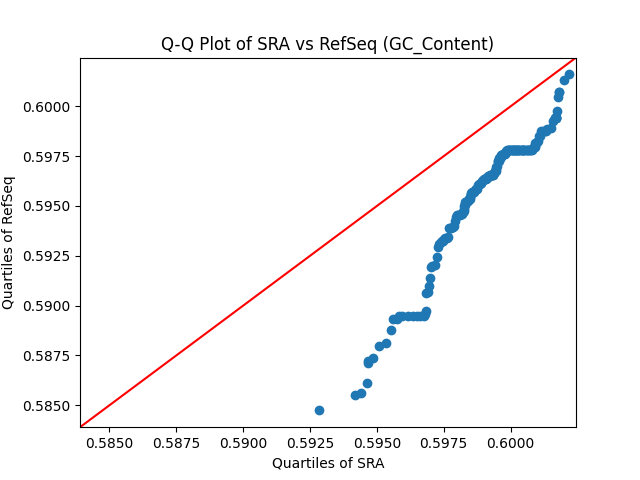 Q-Q Plot of SRA vs RefSeq (GC_Content)
Quartiles of RefSeq
0.6000
0.5975
0.5950
0.5925
0.5900
0.5875
0.5850
0.5850 0.5875 0.5900 0.5925 0.5950 0.5975 0.6000
Quartiles of SRA